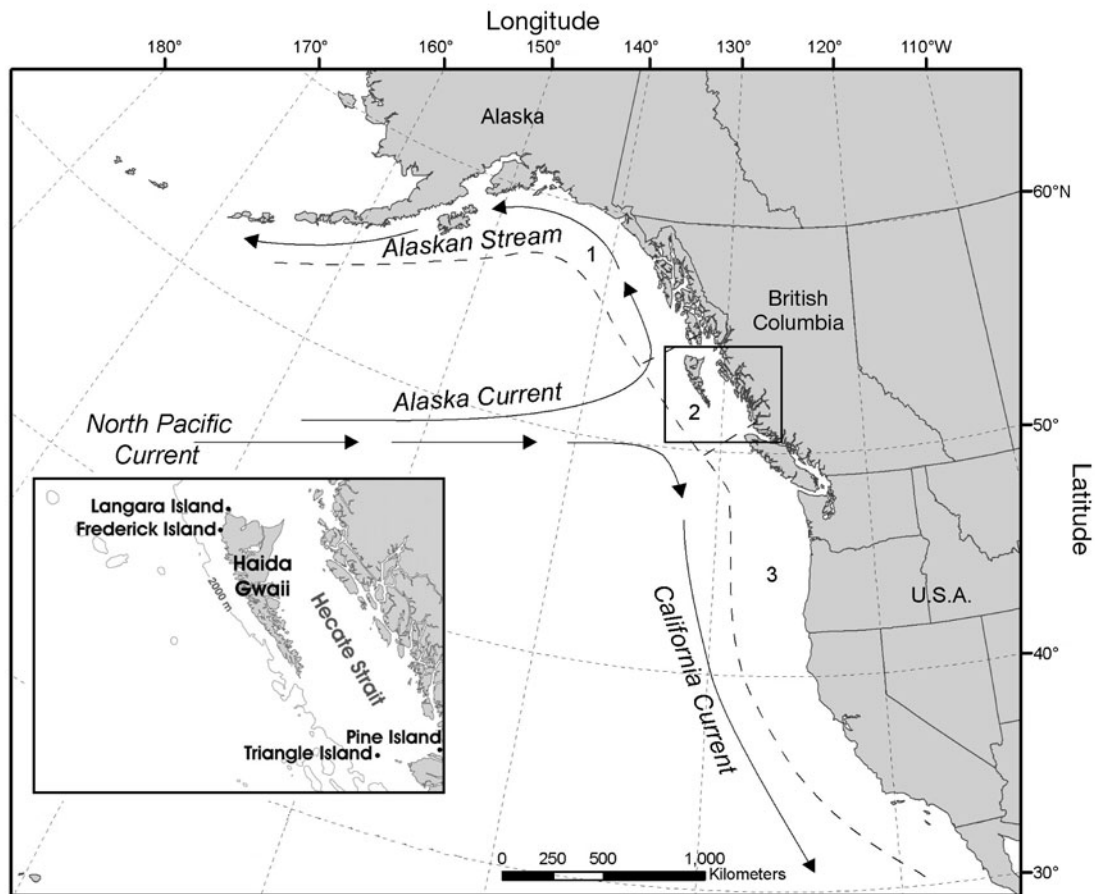 Longitude
180°
170°
160°
150°
140°
130°
120°
110°W
Alaska
60°N
Alaskan Stream
1
British
Columbia
Alaska Current
2
North Pacific
Current
50°
Latitude
Langara Island
Frederick Island
Haida
Gwaii
2000 m
Hecate Strait
Pine Island
Triangle Island
3
U.S.A.
California Current
40°
0 250 500 1,000
Kilometers
30°